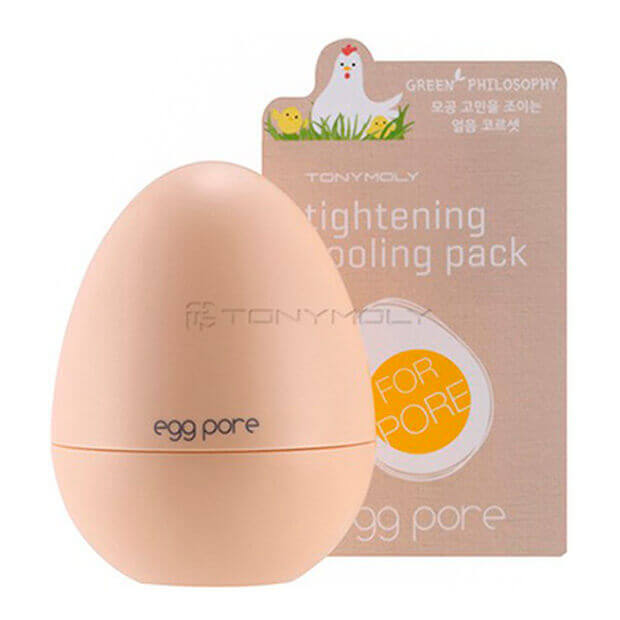 GREEN PHILOSOPHY
모공 고민을 조이는
얼음 코르셋
TONYMOLY
tightening
ooling pack
TONYMOLY
FOR
PORE
egg pore
gg pore